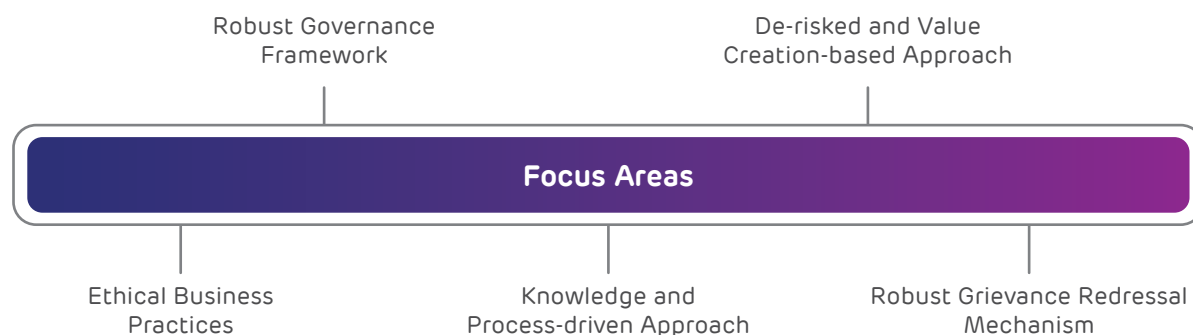 Robust Governance
Framework
De-risked and Value
Creation-based Approach
Focus Areas
Ethical Business
Practices
Knowledge and
Process-driven Approach
Robust Grievance Redressal
Mechanism